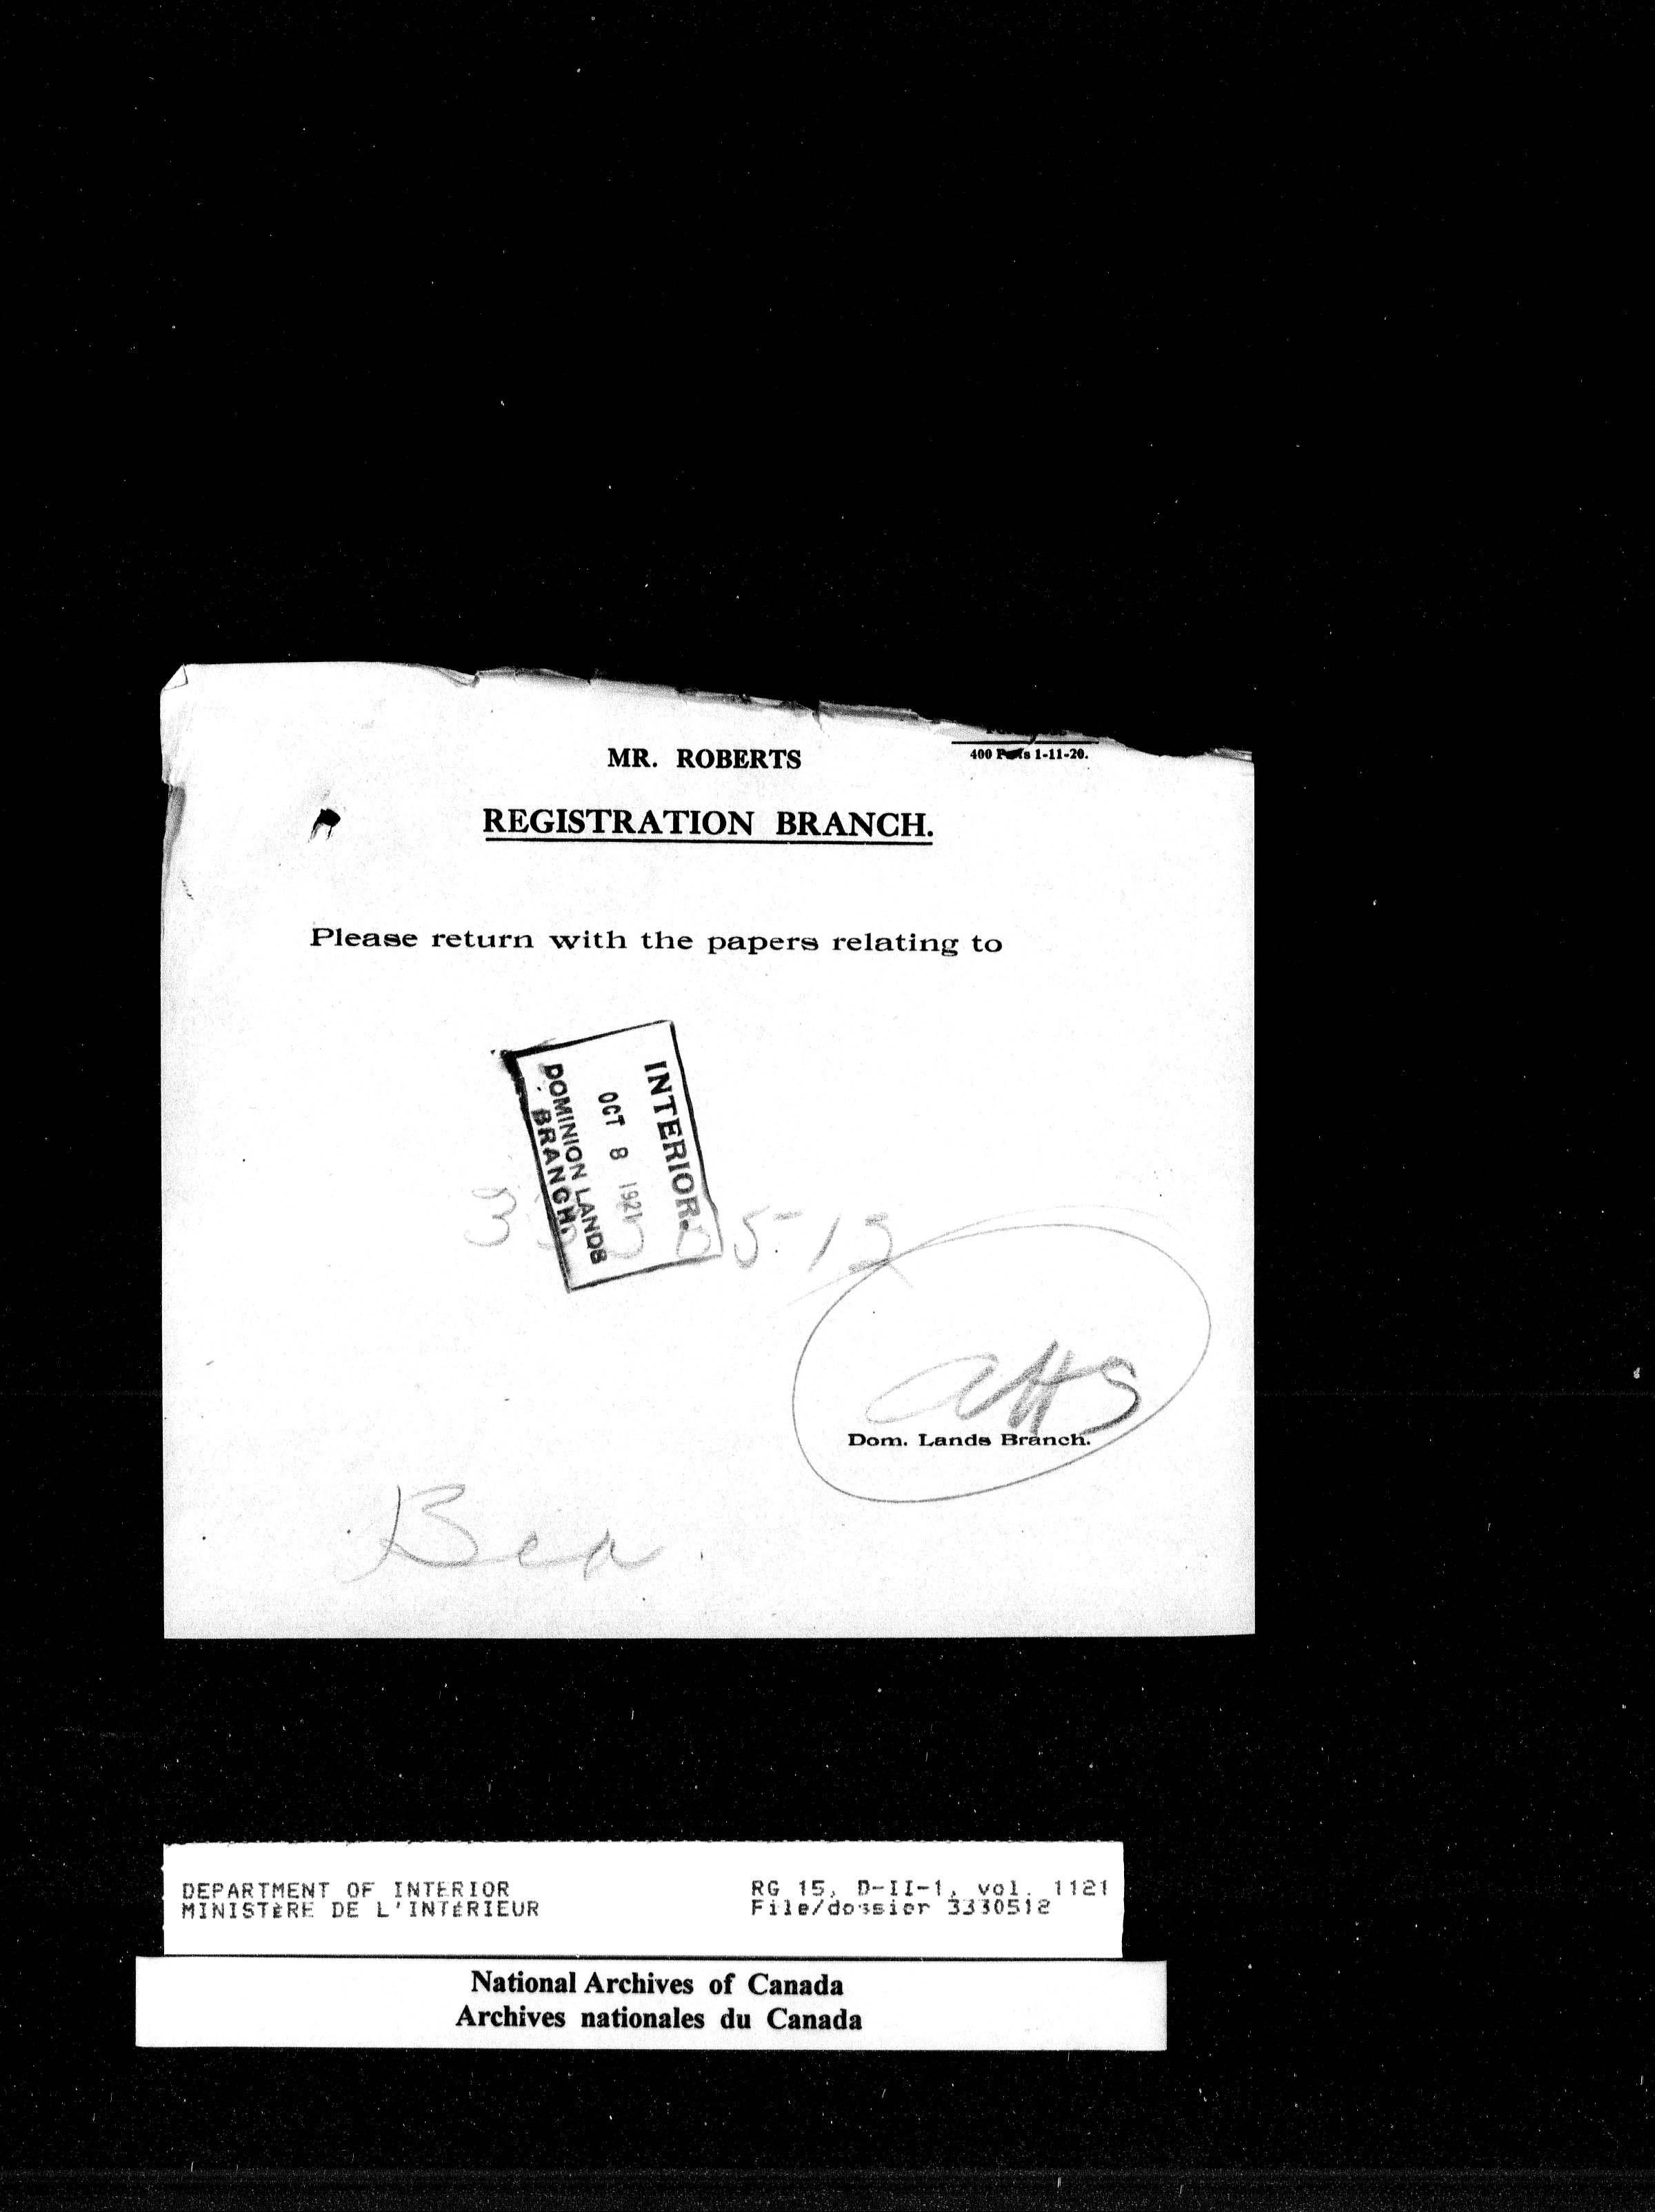 MR. ROBERTS
400 Pads 1-11-20.
REGISTRATION BRANCH.
Please return with the papers relating to
INTERIOR.
OCT 8 1921
DOMINION LANDS
BRANCH.
3330512
Dom. Lands Branch.
DEPARTMENT OF INTERIOR
MINISTÈRE DE L'INTÉRIEUR
RG 15, D-II-1, vol. 1121
File/dossier 3330512
National Archives of Canada
Archives nationales du Canada